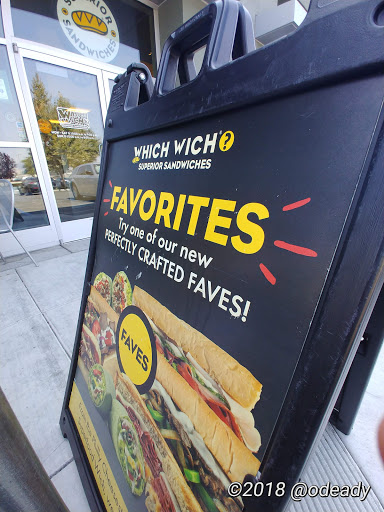 SUPERIOR
SANDWICHES
WHICH WICH?
SUPERIOR SANDWICHES
FAVORITES
Try one of our new
PERFECTLY CRAFTED FAVES!
FAVES
©2018 @odeady